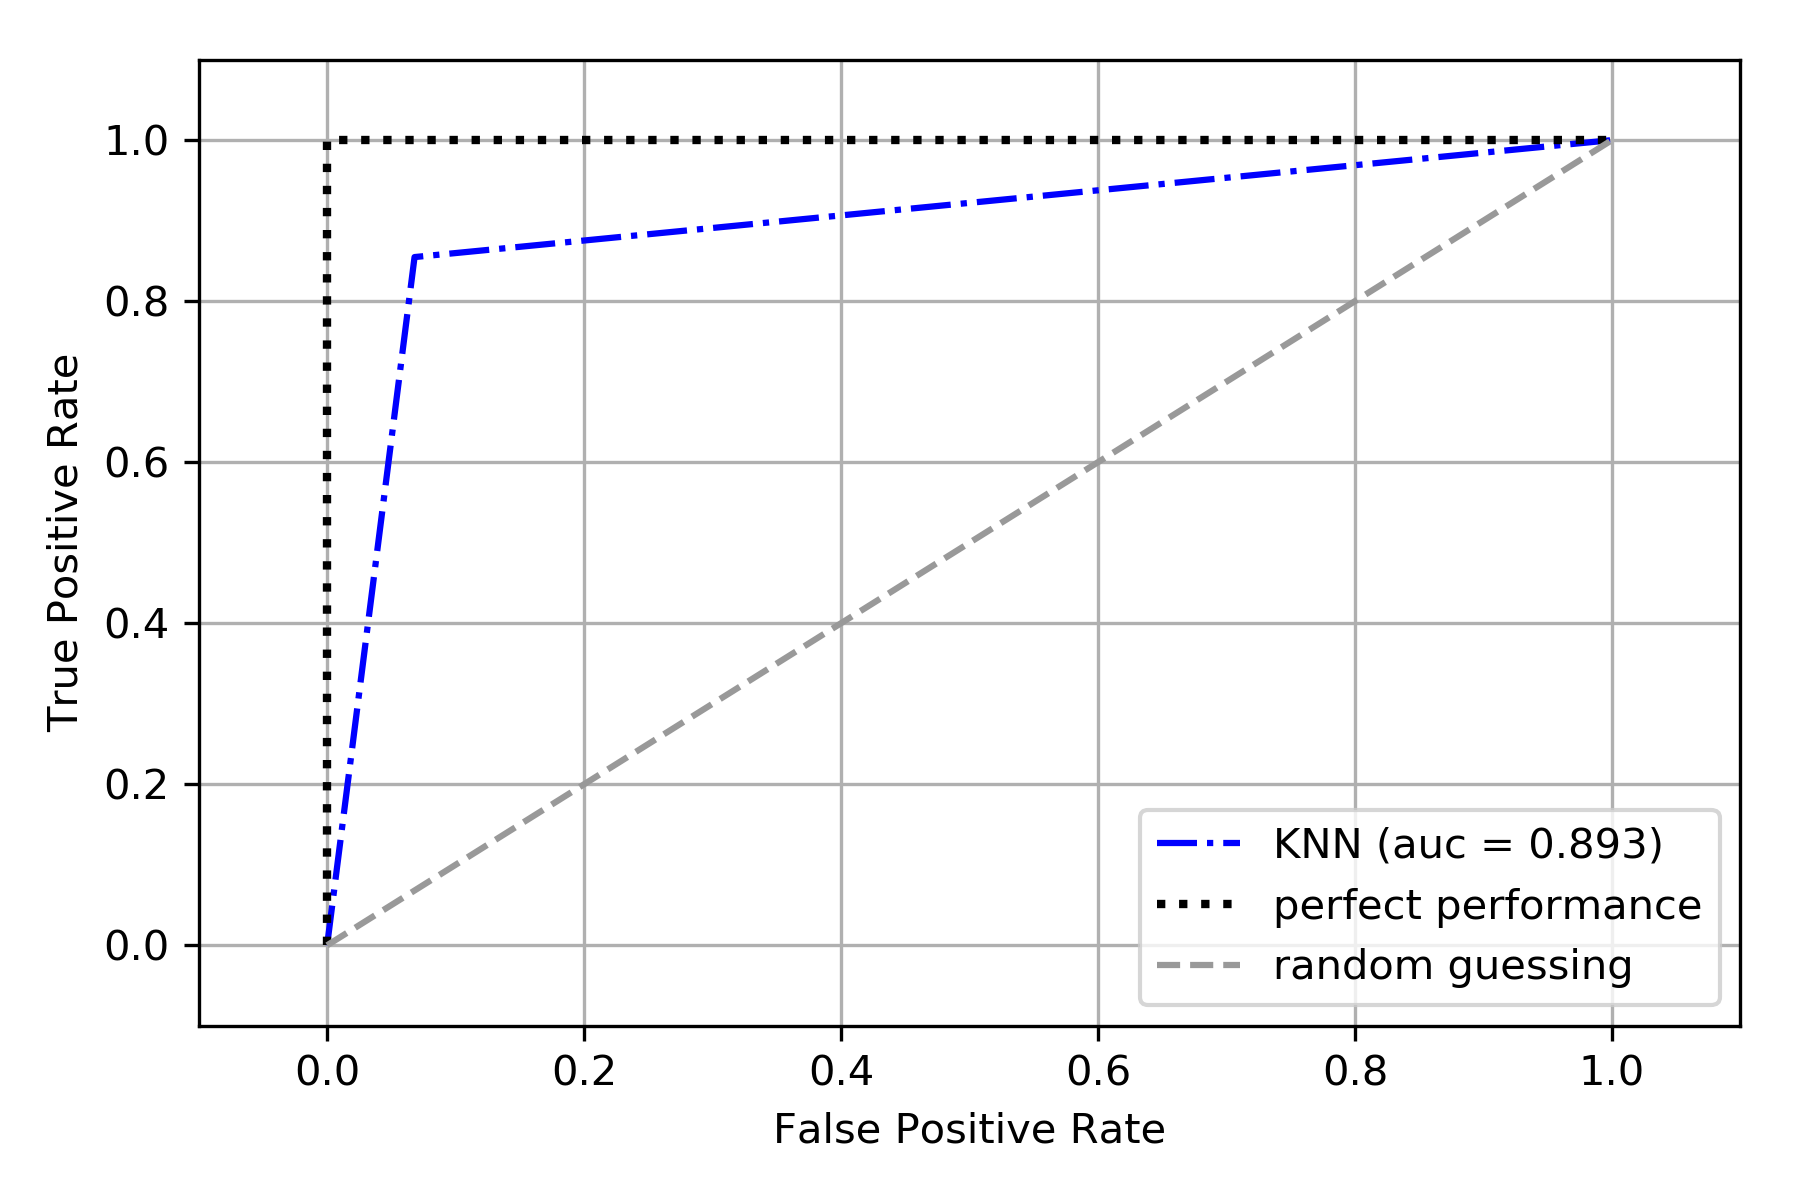 1.0
0.8
0.6
0.4
0.2
0.0
True Positive Rate
KNN (auc = 0.893)
perfect performance
random guessing
0.0 0.2 0.4 0.6 0.8 1.0
False Positive Rate